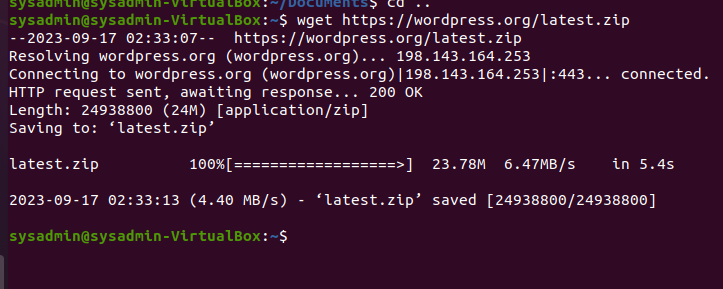 sysadmin@sysadmin-VirtualBox:~/Documents$ cd ..
sysadmin@sysadmin-VirtualBox:~$ wget https://wordpress.org/latest.zip
--2023-09-17 02:33:07--  https://wordpress.org/latest.zip
Resolving wordpress.org (wordpress.org)... 198.143.164.253
Connecting to wordpress.org (wordpress.org)|198.143.164.253|:443... connected.
HTTP request sent, awaiting response... 200 OK
Length: 24938800 (24M) [application/zip]
Saving to: ‘latest.zip’
latest.zip          100%[==================>]  23.78M  6.47MB/s    in 5.4s
2023-09-17 02:33:13 (4.40 MB/s) - ‘latest.zip’ saved [24938800/24938800]
sysadmin@sysadmin-VirtualBox:~$